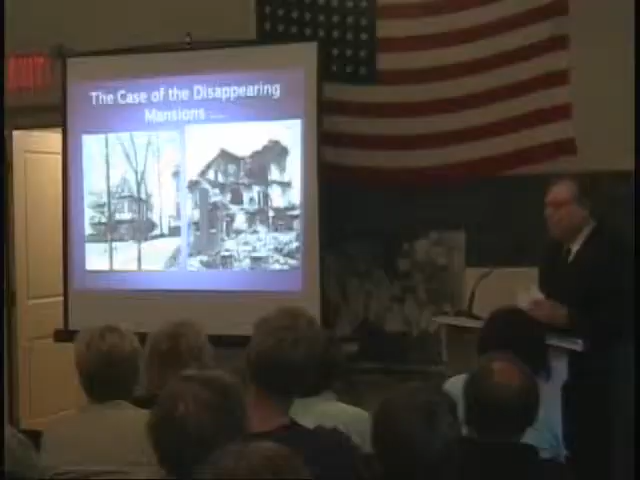 The Case of the Disappearing
Mansions